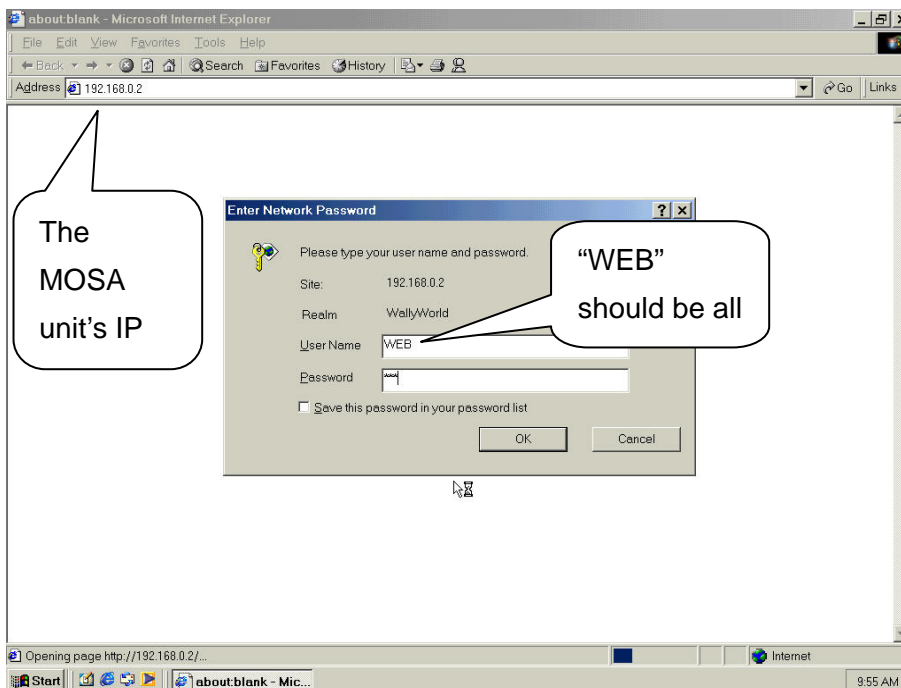 about:blank - Microsoft Internet Explorer
File Edit View Favorites Tools Help
Back Search Favorites History
Address 192.168.0.2 Go Links
The
MOSA
unit's IP
Enter Network Password
Please type your user name and password.
Site: 192.168.0.2
Realm WallyWorld
User Name WEB
Password ***
Save this password in your password list
OK Cancel
“WEB”
should be all
Opening page http://192.168.0.2/... Internet
Start about:blank - Mic... 9:55 AM